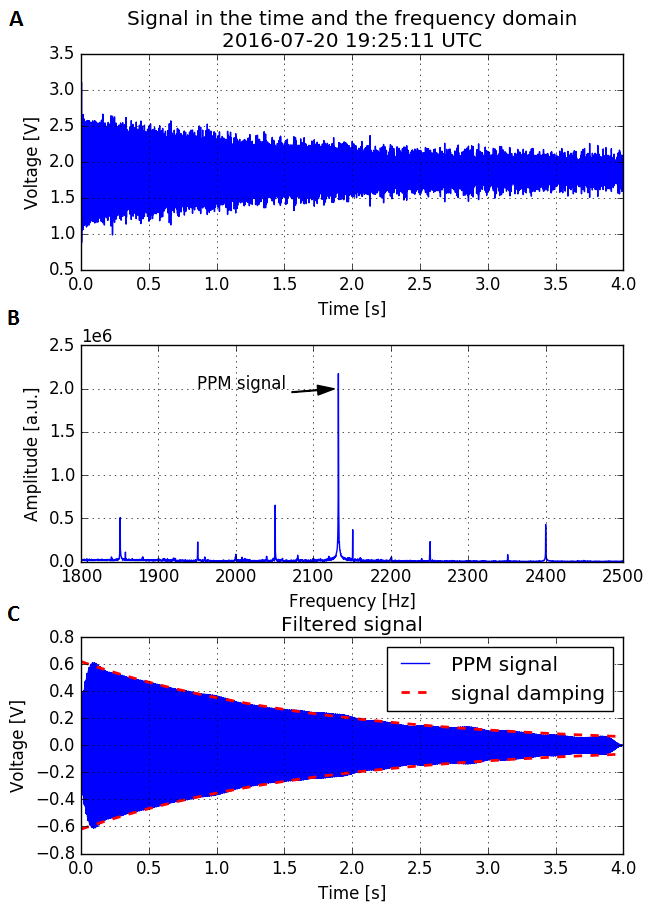 A
Signal in the time and the frequency domain
2016-07-20 19:25:11 UTC
3.5
3.0
2.5
2.0
1.5
1.0
0.5
Voltage [V]
0.0 0.5 1.0 1.5 2.0 2.5 3.0 3.5 4.0
Time [s]
B
1e6
2.5
2.0
1.5
1.0
0.5
0.0
Amplitude [a.u.]
PPM signal
1800 1900 2000 2100 2200 2300 2400 2500
Frequency [Hz]
C
Filtered signal
0.8
0.6
0.4
0.2
0.0
−0.2
−0.4
−0.6
−0.8
Voltage [V]
PPM signal
signal damping
0.0 0.5 1.0 1.5 2.0 2.5 3.0 3.5 4.0
Time [s]